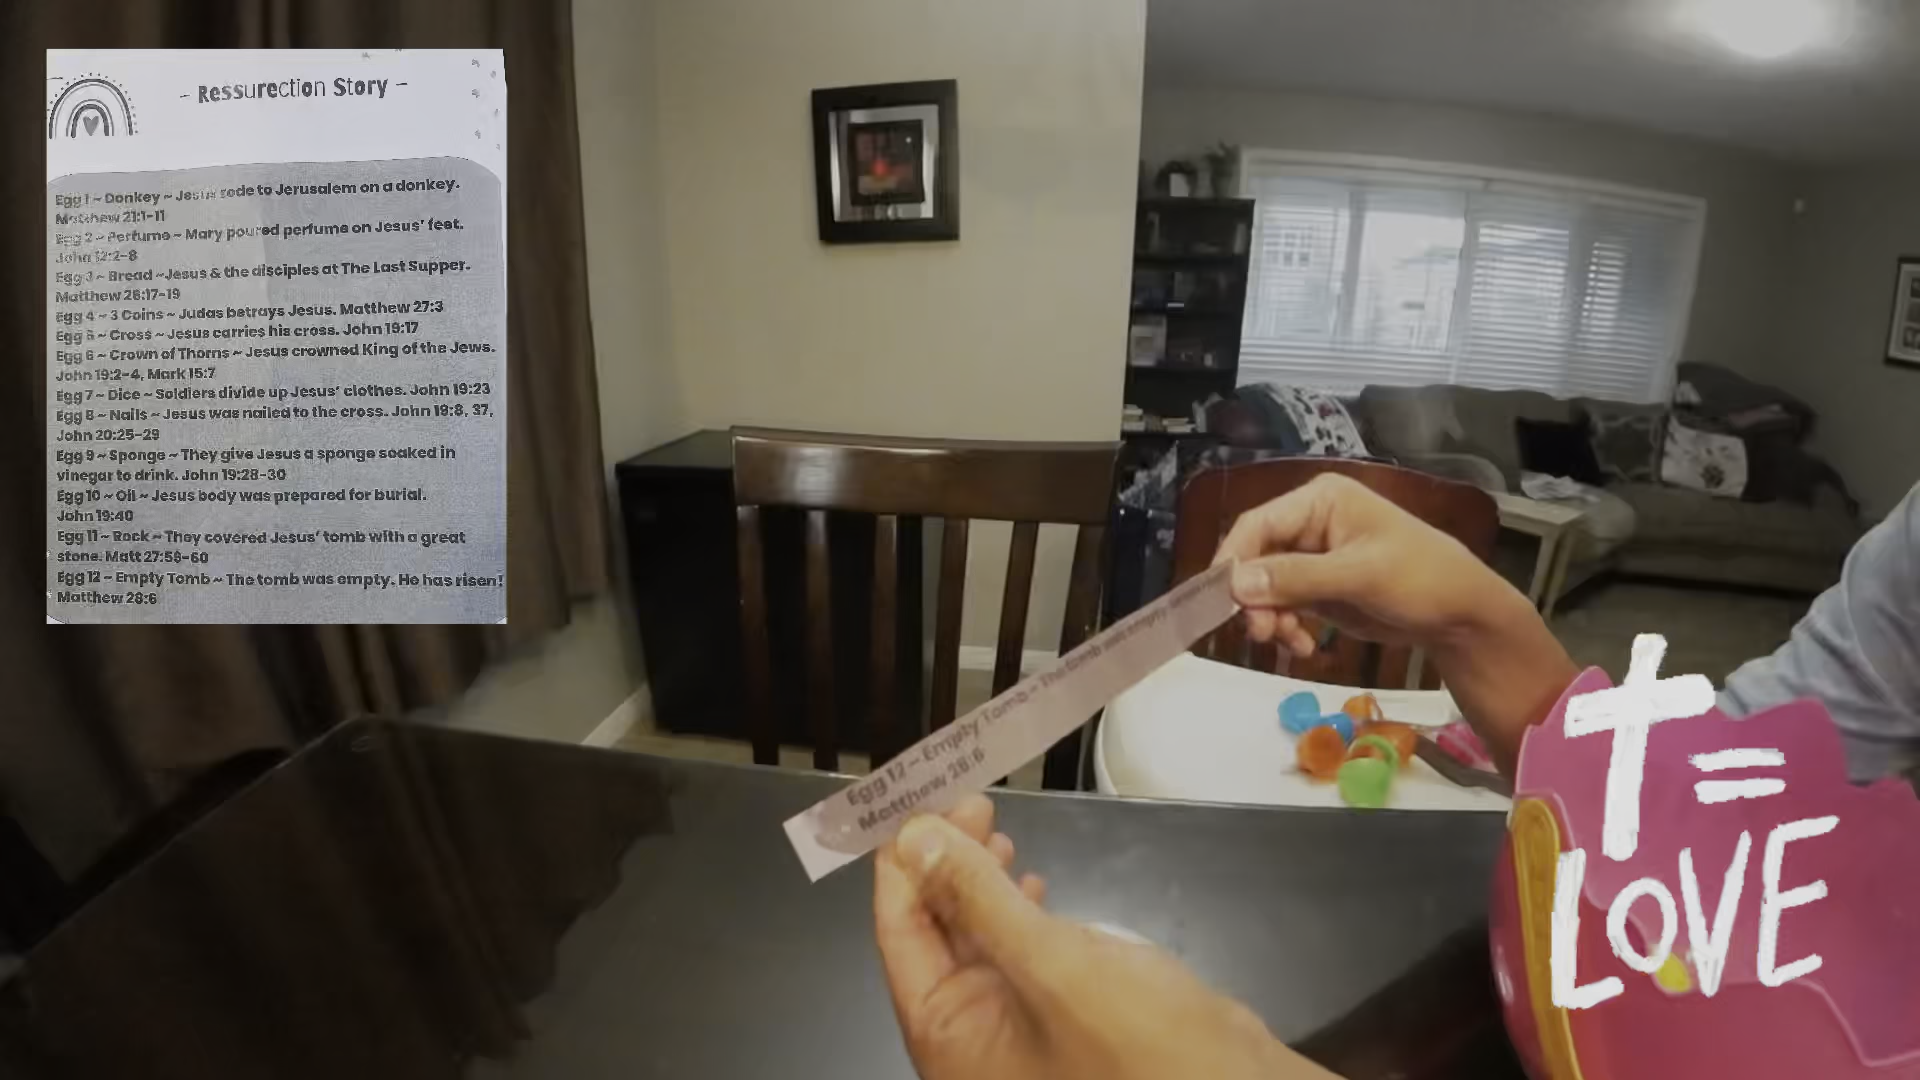 - Ressurection Story -
Egg 1 ~ Donkey ~ Jesus rode to Jerusalem on a donkey.
Matthew 21:1-11
Egg 2 ~ Perfume ~ Mary poured perfume on Jesus' feet.
John 12:2-8
Egg 3 ~ Bread ~Jesus & the disciples at The Last Supper.
Matthew 26:17-19
Egg 4 ~ 3 Coins ~ Judas betrays Jesus. Matthew 27:3
Egg 5 ~ Cross ~ Jesus carries his cross. John 19:17
Egg 6 ~ Crown of Thorns ~ Jesus crowned King of the Jews.
John 19:2-4, Mark 15:7
Egg 7 ~ Dice ~ Soldiers divide up Jesus' clothes. John 19:23
Egg 8 ~ Nails ~ Jesus was nailed to the cross. John 19:8, 37,
John 20:25-29
Egg 9 ~ Sponge ~ They give Jesus a sponge soaked in
vinegar to drink. John 19:28-30
Egg 10 ~ Oil ~ Jesus body was prepared for burial.
John 19:40
Egg 11 ~ Rock ~ They covered Jesus' tomb with a great
stone. Matt 27:58-60
Egg 12 ~ Empty Tomb ~ The tomb was empty. He has risen!
Matthew 28:6
Egg 12 ~ Empty Tomb ~ The tomb was empty.
Matthew 28:6
=
LOVE